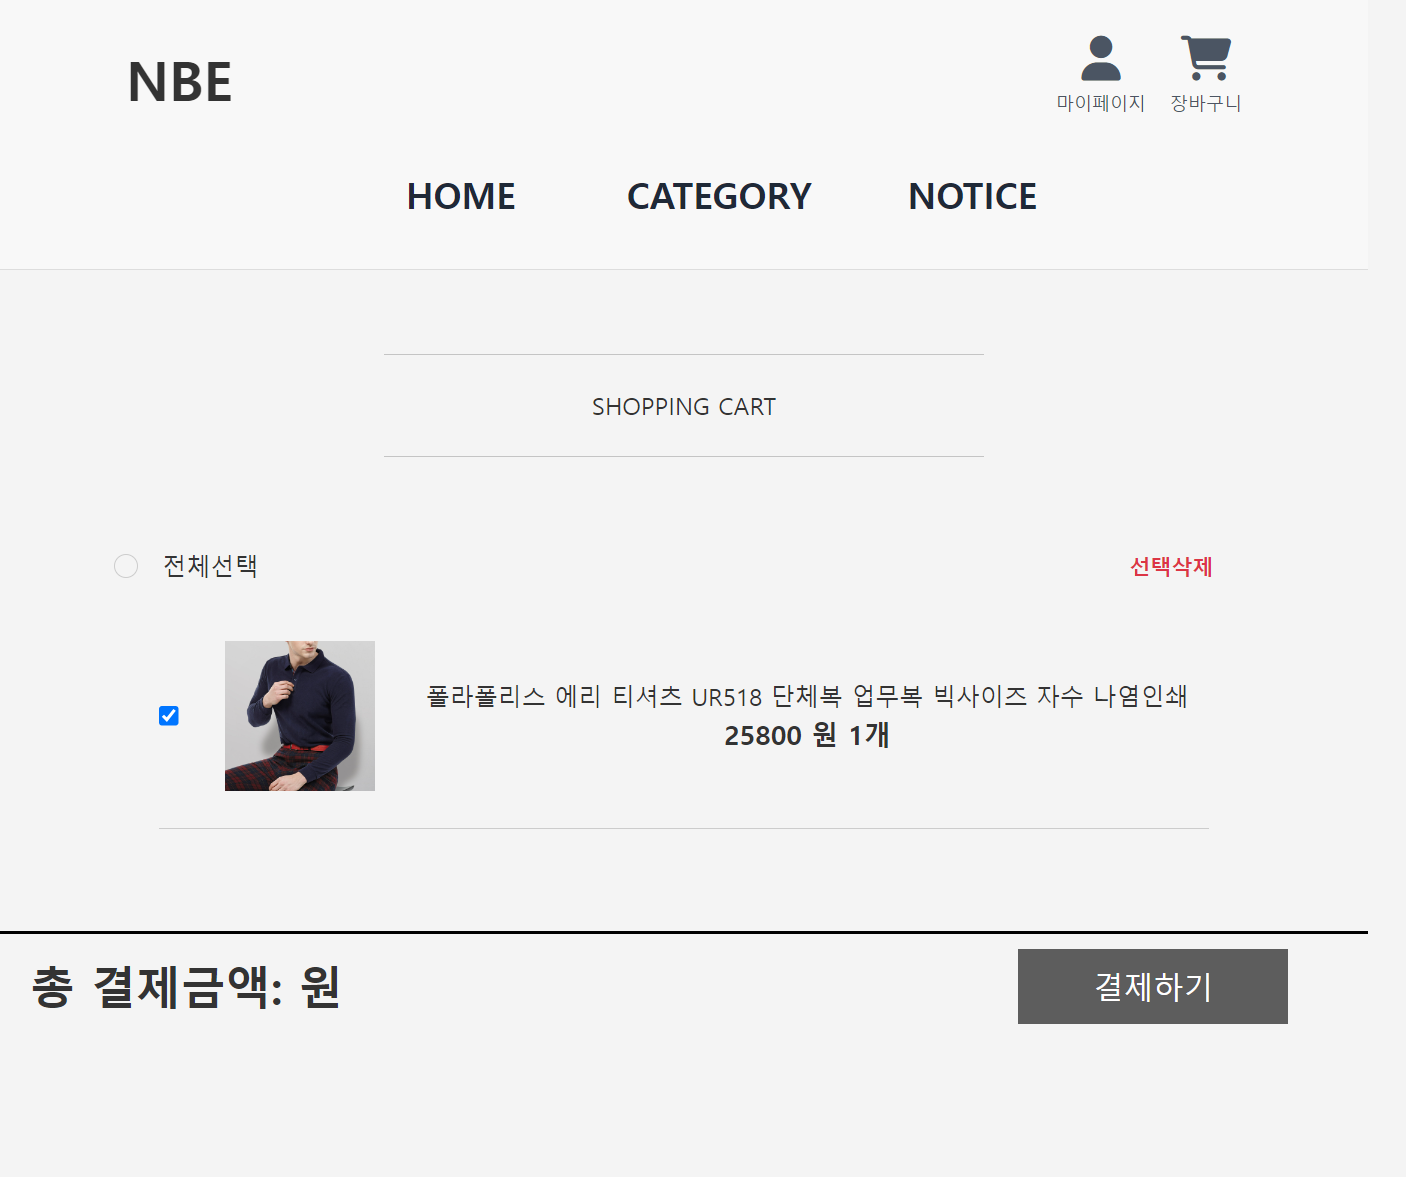 NBE
마이페이지
장바구니
HOME
CATEGORY
NOTICE
SHOPPING CART
전체선택
선택삭제
폴라폴리스 에리 티셔츠 UR518 단체복 업무복 빅사이즈 자수 나염인쇄
25800 원 1개
총 결제금액: 원
결제하기